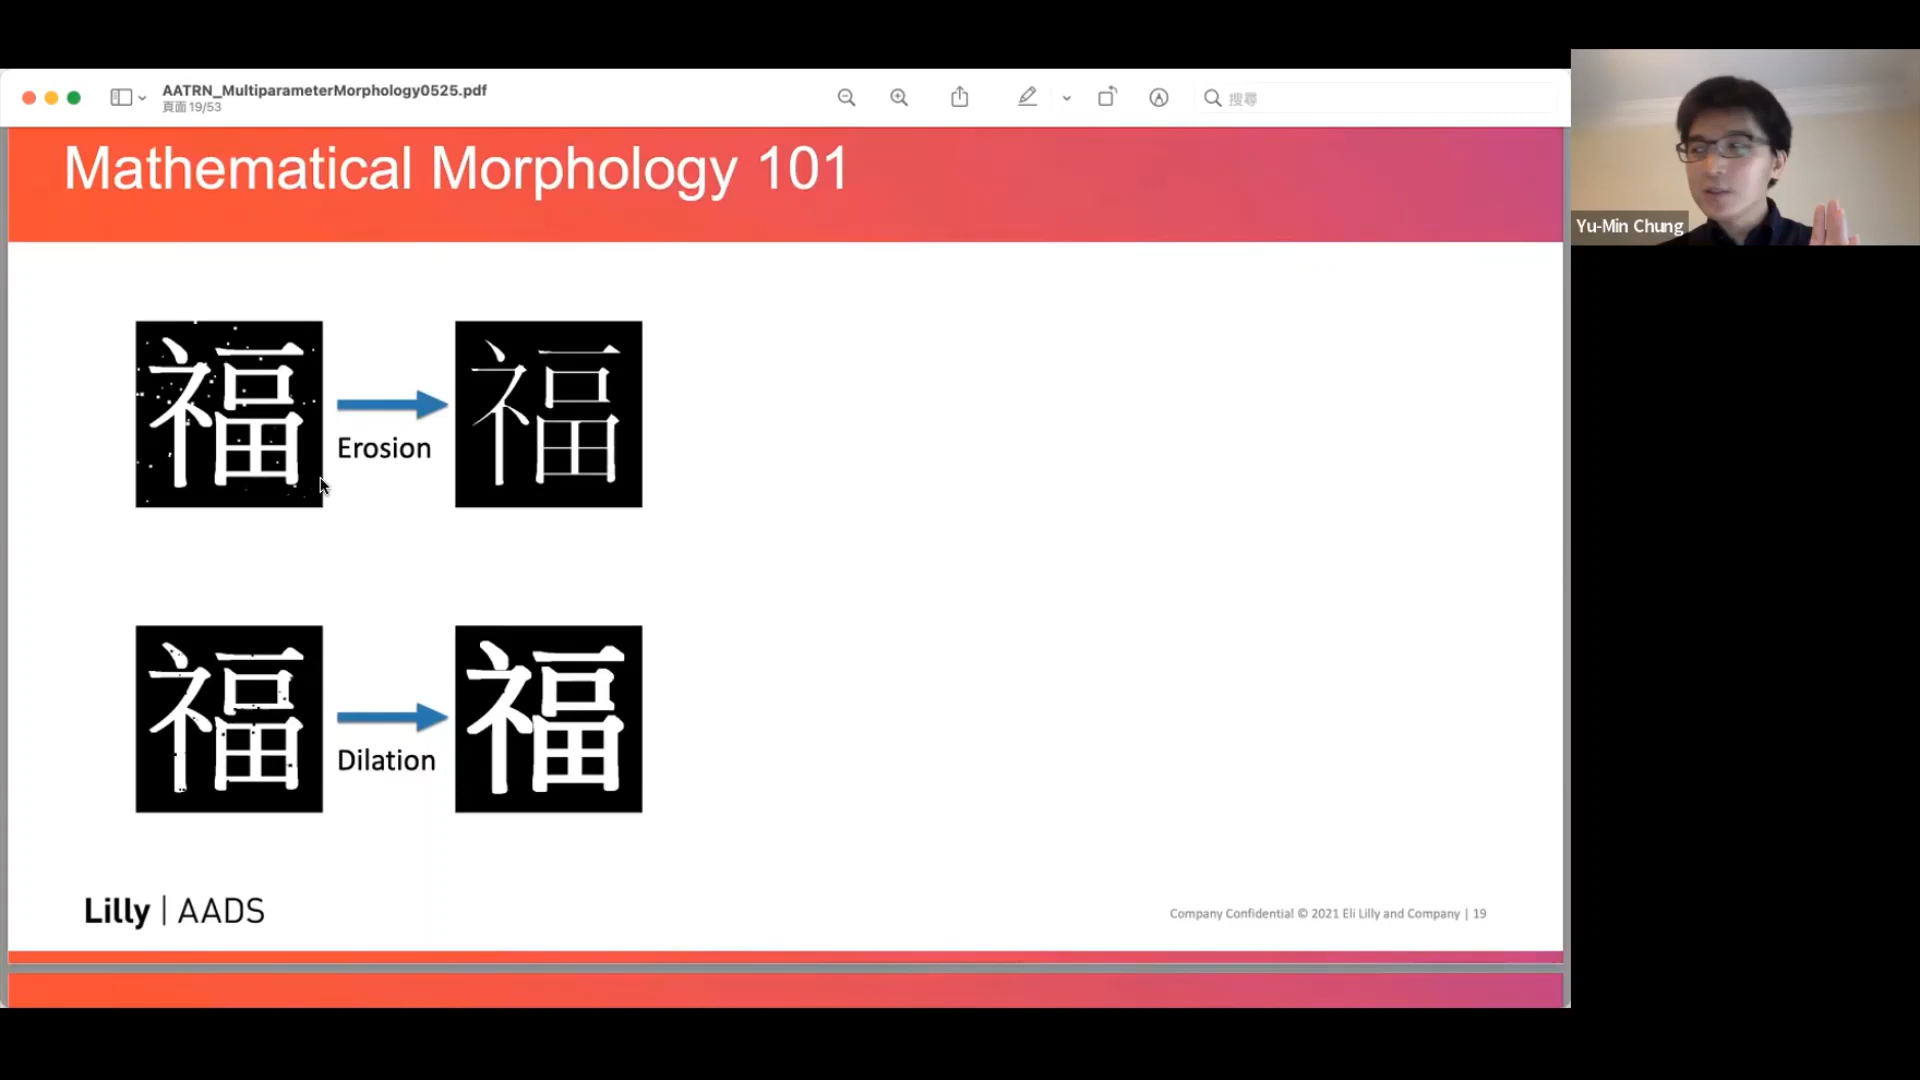 AATRN_MultiparameterMorphology0525.pdf
頁面 19/53
搜尋
Mathematical Morphology 101
福
福
Erosion
福
福
Dilation
Lilly | AADS
Company Confidential © 2021 Eli Lilly and Company | 19
Yu-Min Chung